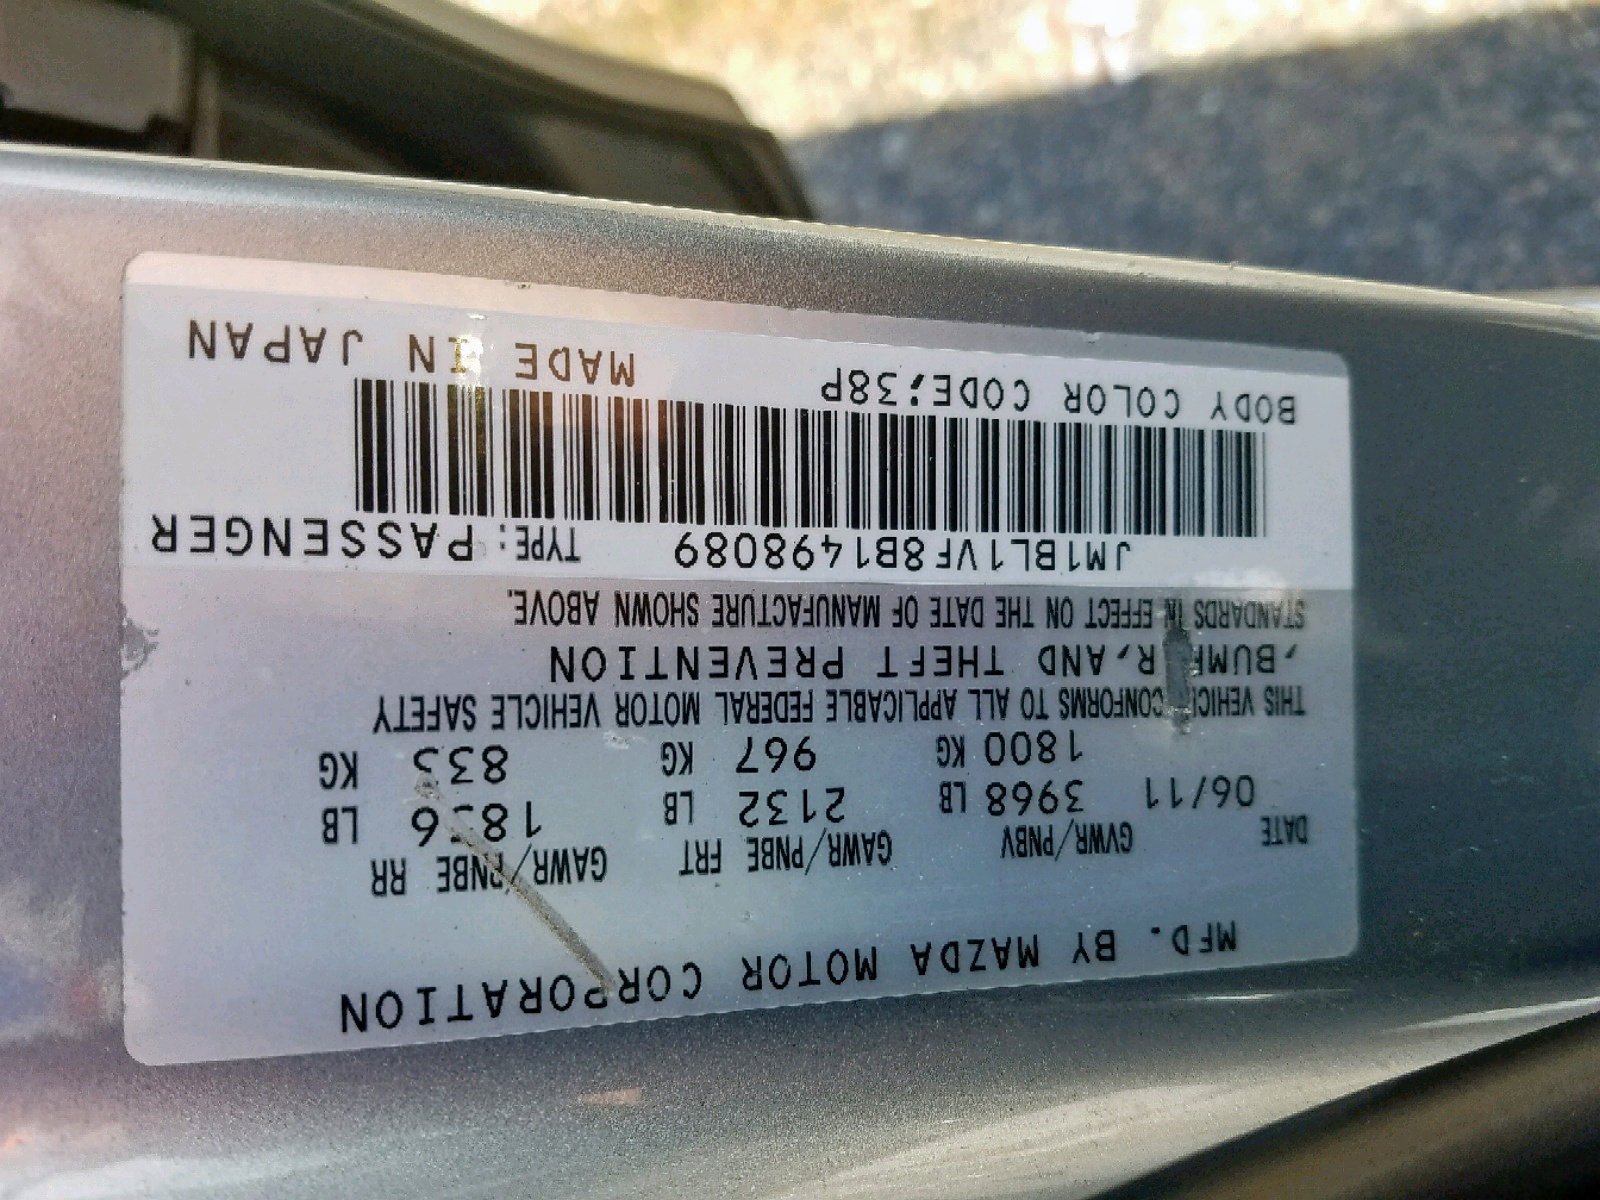 MFD. BY MAZDA MOTOR CORPORATION
DATE GVWR/PNBV GAWR/PNBE FRT GAWR/PNBE RR
06/11 3968 LB 2132 LB 1836 LB
1800 KG 967 KG 833 KG
THIS VEHICLE CONFORMS TO ALL APPLICABLE FEDERAL MOTOR VEHICLE SAFETY
,BUMPER,AND THEFT PREVENTION
STANDARDS IN EFFECT ON THE DATE OF MANUFACTURE SHOWN ABOVE.
JM1BL1VF8B1498089 TYPE: PASSENGER
BODY COLOR CODE:38P MADE IN JAPAN